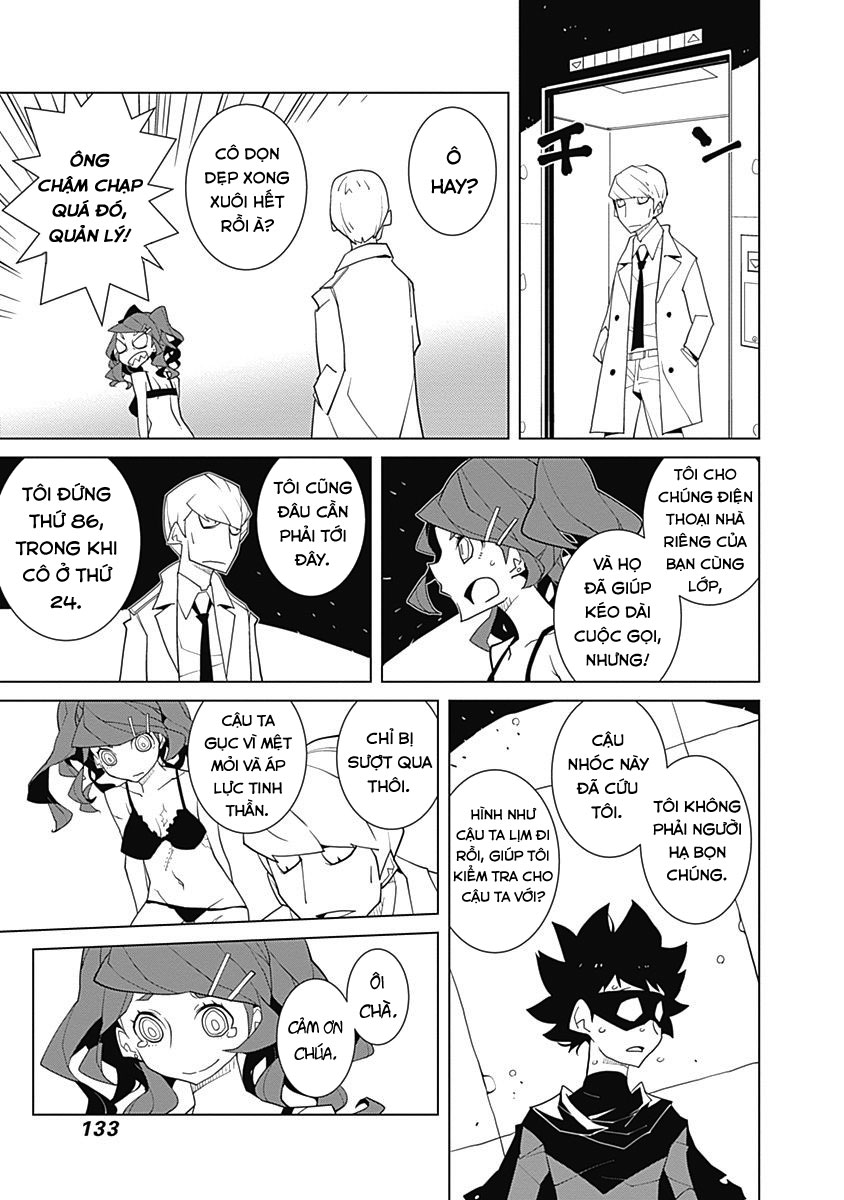 チン
Ô
HAY?
CÔ DỌN
DẸP XONG
XUÔI HẾT
RỒI À?
ÔNG
CHẬM CHẠP
QUÁ ĐÓ,
QUẢN LÝ!
TÔI CHO
CHÚNG ĐIỆN
THOẠI NHÀ
RIÊNG CỦA
BẠN CÙNG
LỚP,
VÀ HỌ
ĐÃ GIÚP
KÉO DÀI
CUỘC GỌI,
NHƯNG!
TÔI CŨNG
ĐÂU CẦN
PHẢI TỚI
ĐÂY.
TÔI ĐỨNG
THỨ 86,
TRONG KHI
CÔ Ở THỨ
24.
TÔI KHÔNG
PHẢI NGƯỜI
HẠ BỌN
CHÚNG.
CẬU
NHÓC NÀY
ĐÃ CỨU
TÔI.
HÌNH NHƯ
CẬU TA LỊM ĐI
RỒI, GIÚP TÔI
KIỂM TRA CHO
CẬU TA VỚI?
CHỈ BỊ
SƯỢT QUA
THÔI.
CẬU TA
GỤC VÌ MỆT
MỎI VÀ ÁP
LỰC TINH
THẦN.
ÔI
CHÀ.
CẢM ƠN
CHÚA.
133